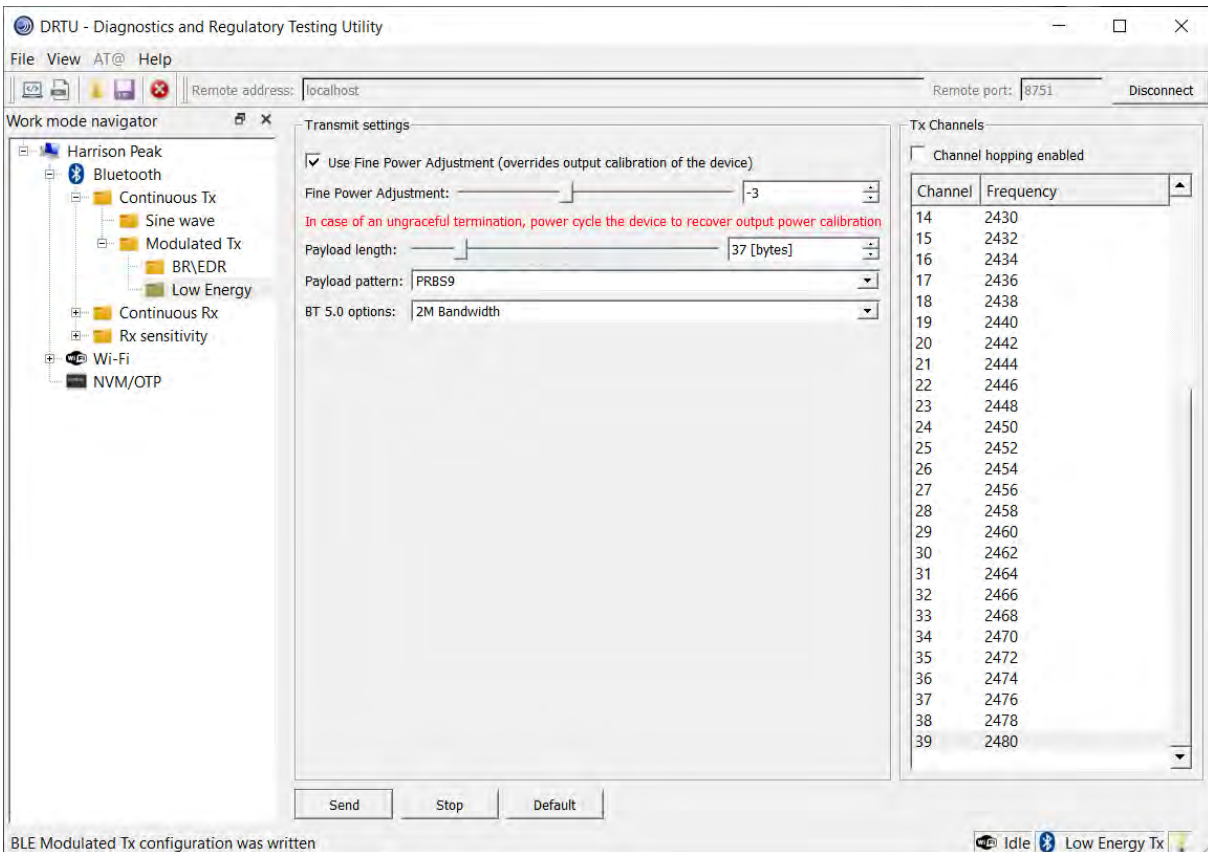 DRTU - Diagnostics and Regulatory Testing Utility
File View AT@ Help
Remote address: localhost Remote port: 8751 Disconnect
Work mode navigator
Harrison Peak
Bluetooth
Continuous Tx
Sine wave
Modulated Tx
BR\EDR
Low Energy
Continuous Rx
Rx sensitivity
Wi-Fi
NVM/OTP
Transmit settings
Use Fine Power Adjustment (overrides output calibration of the device)
Fine Power Adjustment: -3
In case of an ungraceful termination, power cycle the device to recover output power calibration
Payload length: 37 [bytes]
Payload pattern: PRBS9
BT 5.0 options: 2M Bandwidth
Tx Channels
Channel hopping enabled
Channel Frequency
14 2430
15 2432
16 2434
17 2436
18 2438
19 2440
20 2442
21 2444
22 2446
23 2448
24 2450
25 2452
26 2454
27 2456
28 2458
29 2460
30 2462
31 2464
32 2466
33 2468
34 2470
35 2472
36 2474
37 2476
38 2478
39 2480
Send Stop Default
BLE Modulated Tx configuration was written
Idle Low Energy Tx